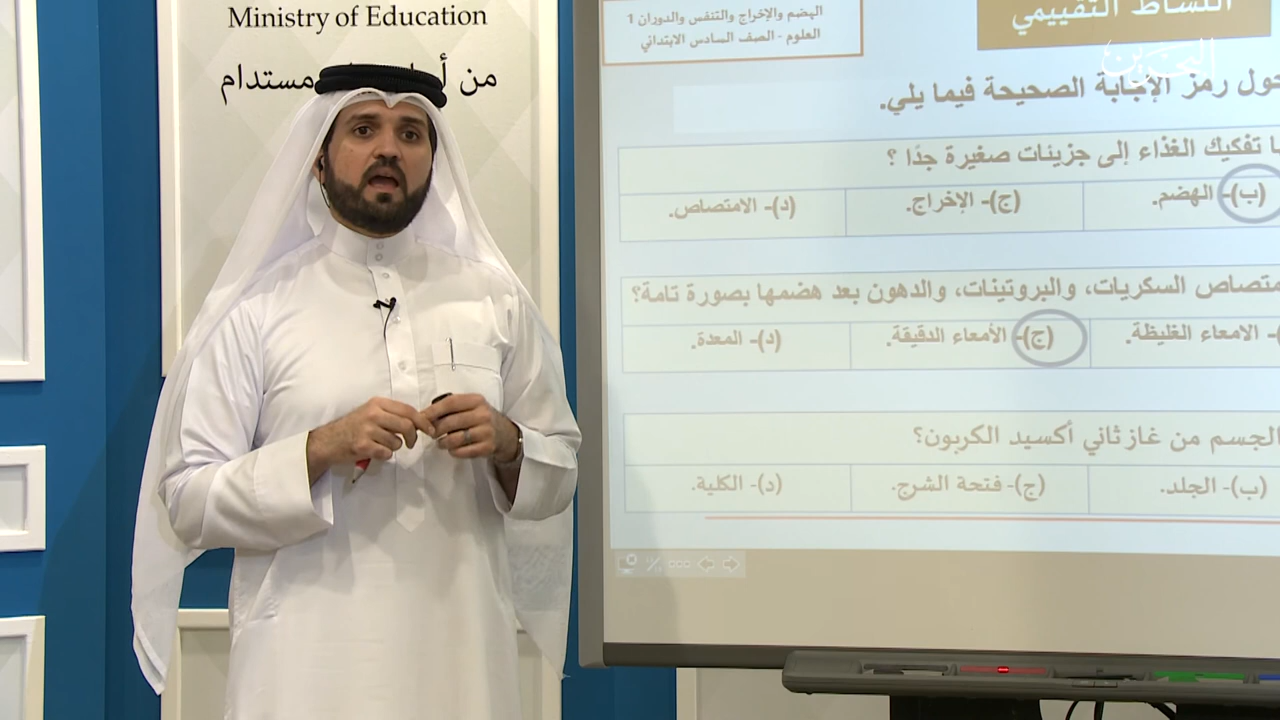 Ministry of Education
من مستدام
الهضم والإخراج والتنفس والدوران 1
العلوم - الصف السادس الابتدائي
النشاط التقييمي
البحرين
رمز الإجابة الصحيحة فيما يلي.
تفكيك الغذاء إلى جزيئات صغيرة جدًا ؟
(ب)- الهضم.
(ج)- الإخراج.
(د)- الامتصاص.
السكريات، والبروتينات، والدهون بعد هضمها بصورة تامة؟
الامعاء الغليظة.
(ج)- الأمعاء الدقيقة.
(د)- المعدة.
الجسم من غاز ثاني أكسيد الكربون؟
(ب)- الجلد.
(ج)- فتحة الشرج.
(د)- الكلية.